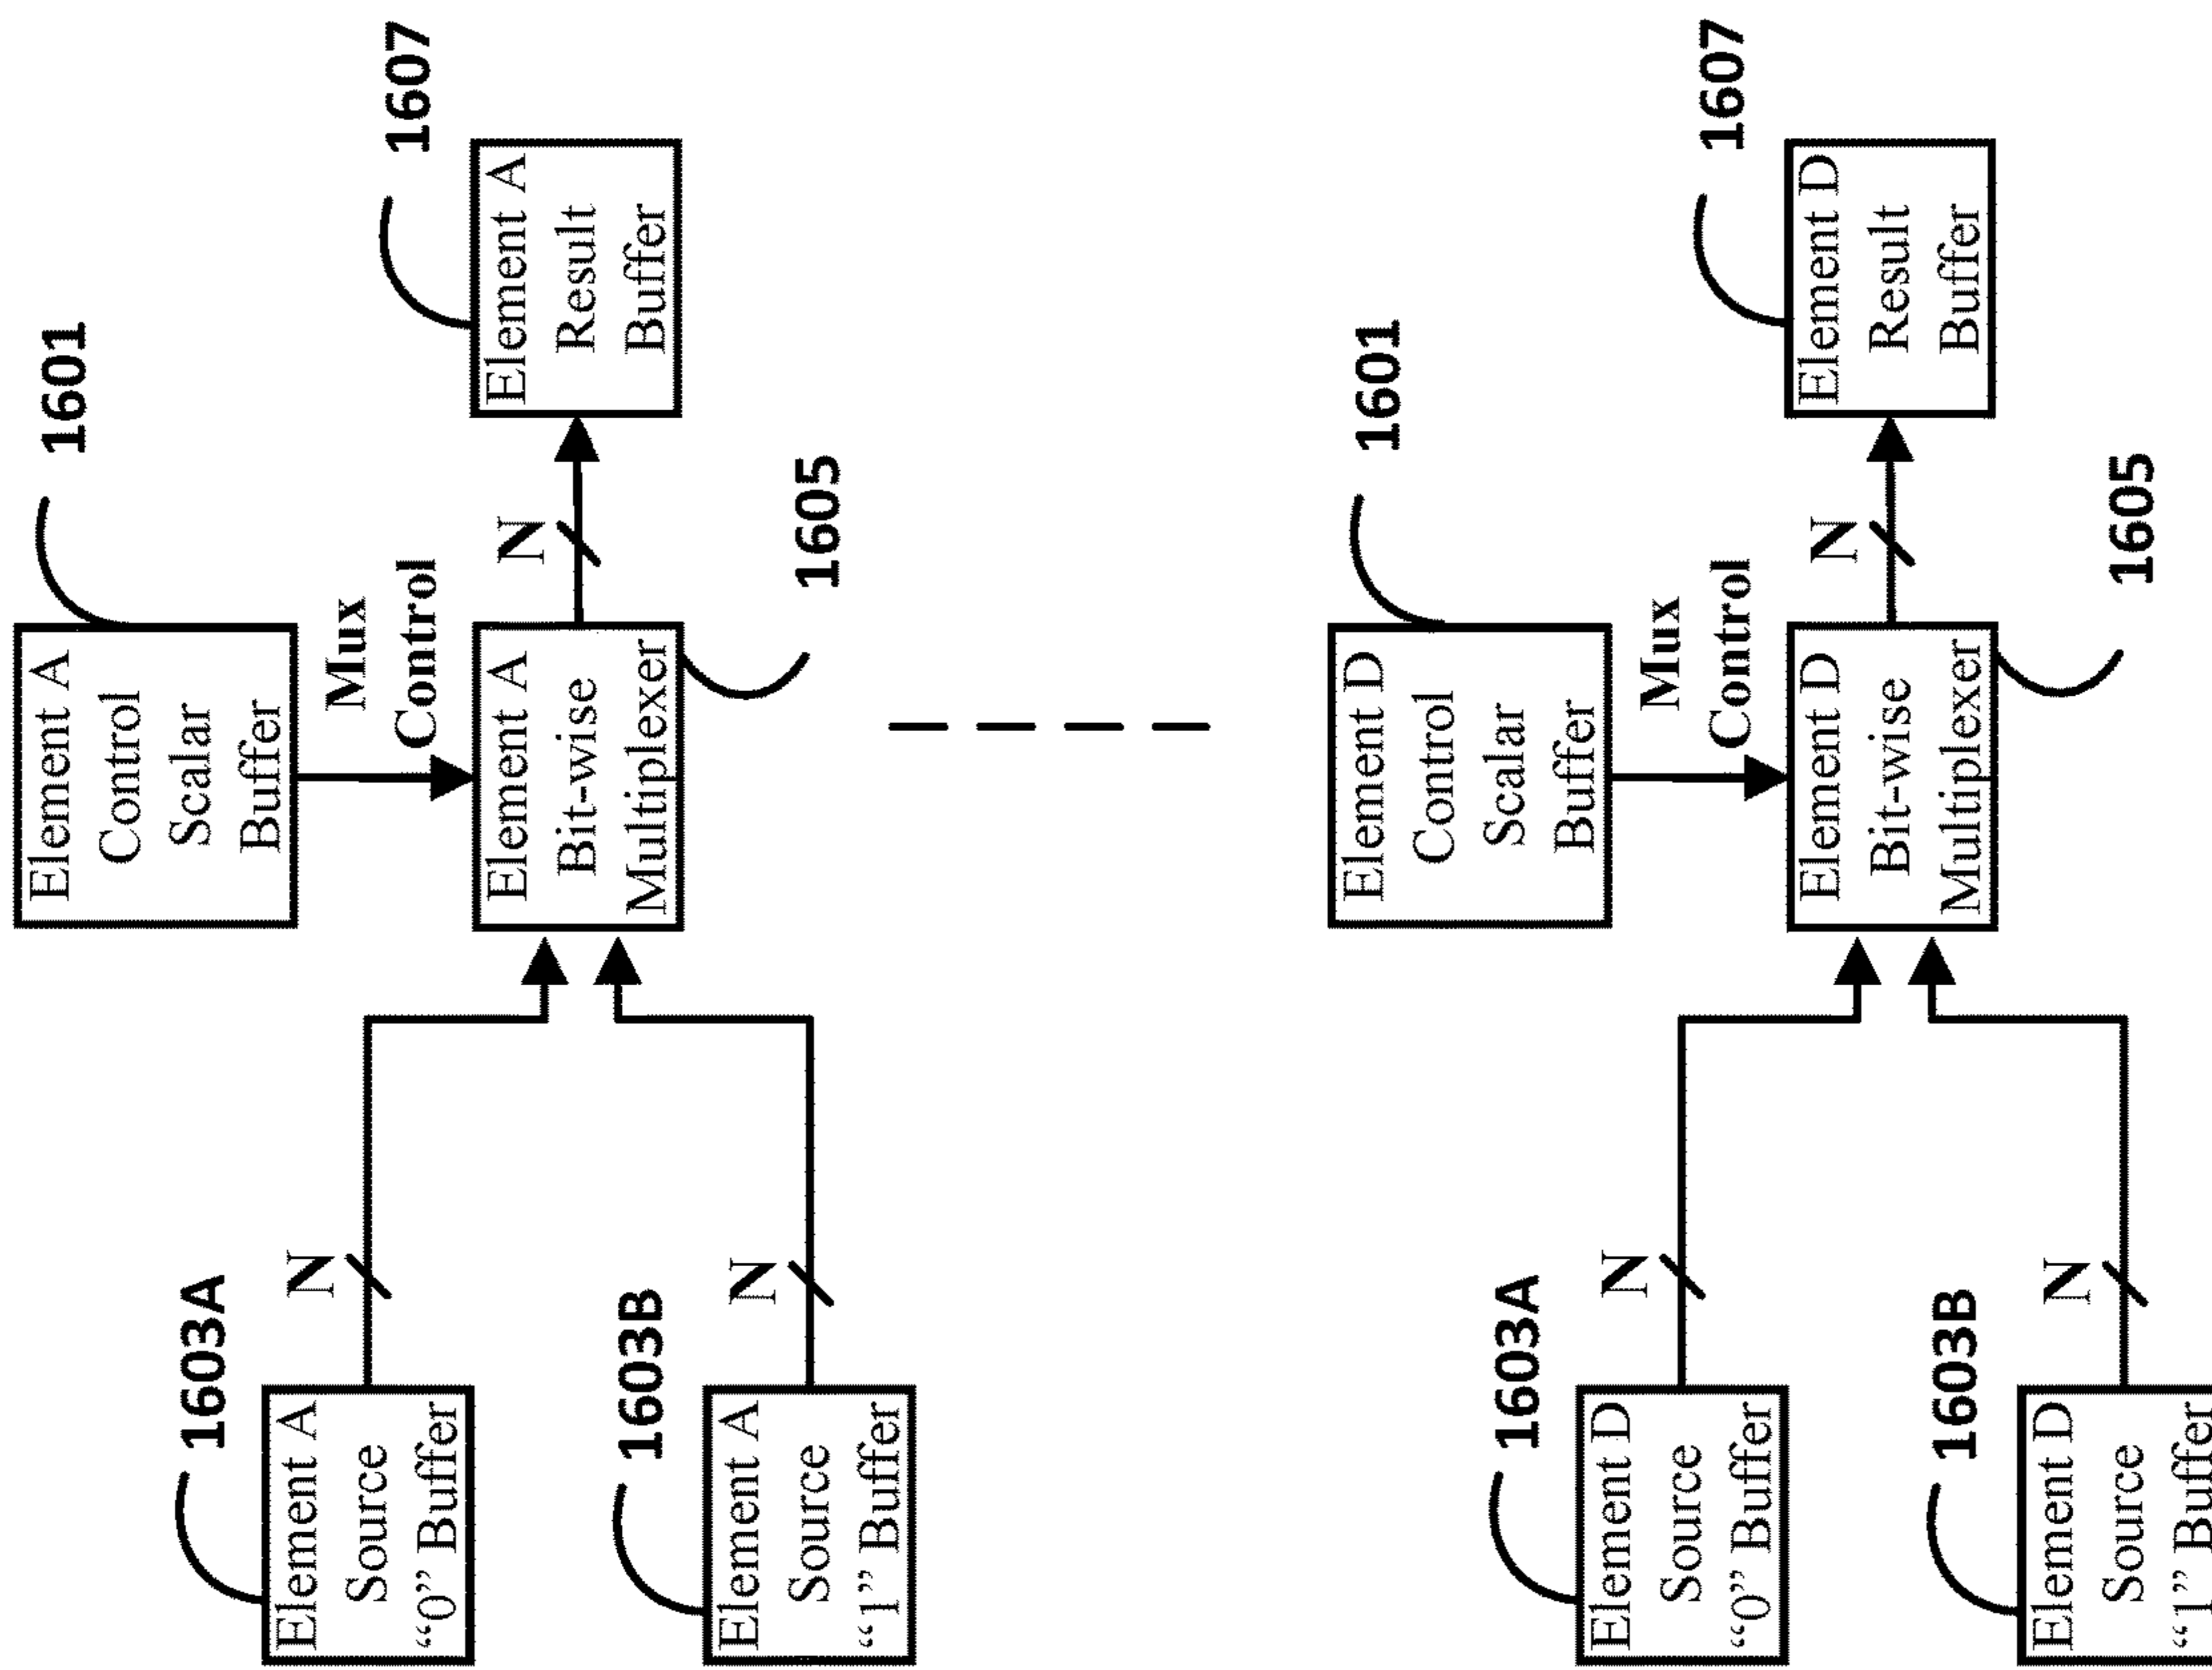 1601
Element A
Control
Scalar
Buffer
Mux
Control
1603A
Element A
Source
“0” Buffer
N
1603B
Element A
Source
“1” Buffer
N
Element A
Bit-wise
Multiplexer
1605
N
1607
Element A
Result
Buffer
1601
Element D
Control
Scalar
Buffer
Mux
Control
1603A
Element D
Source
“0” Buffer
N
1603B
Element D
Source
“1” Buffer
N
Element D
Bit-wise
Multiplexer
1605
N
1607
Element D
Result
Buffer